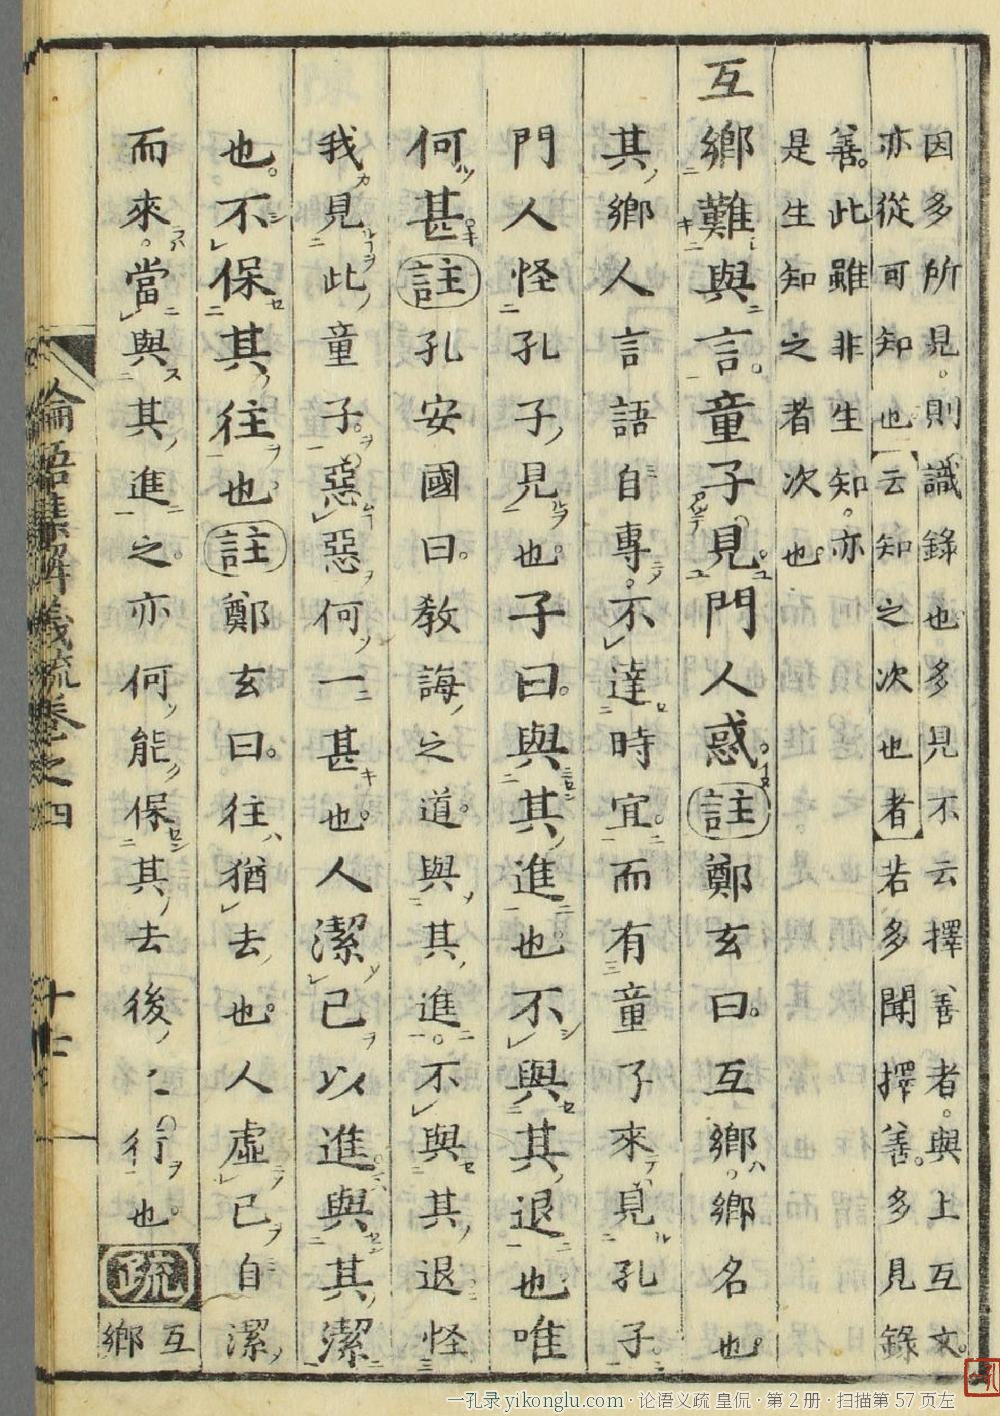 因多所見則識錄也多見不云擇善者與上互文
亦從可知也云知之次也者若多聞擇善多見錄
善此雖非生知亦
是生知之者次也
互鄉難與言童子見門人惑註鄭玄曰互鄉鄉名也
其鄉人言語自專不達時宜而有童子來見孔子
門人怪孔子見也子曰與其進也不與其退也唯
何甚註孔安國曰教誨之道與其進不與其退怪
我見此童子惡惡何一甚也人潔己以進與其潔
也不保其往也註鄭玄曰往猶去也人虛己自潔
而來當與其進之亦何能保其去後之行也疏互
鄉
論語集解義疏卷之四
十七
一孔录 yikonglu.com · 论语义疏 皇侃 · 第 2 册 · 扫描第 57 页左